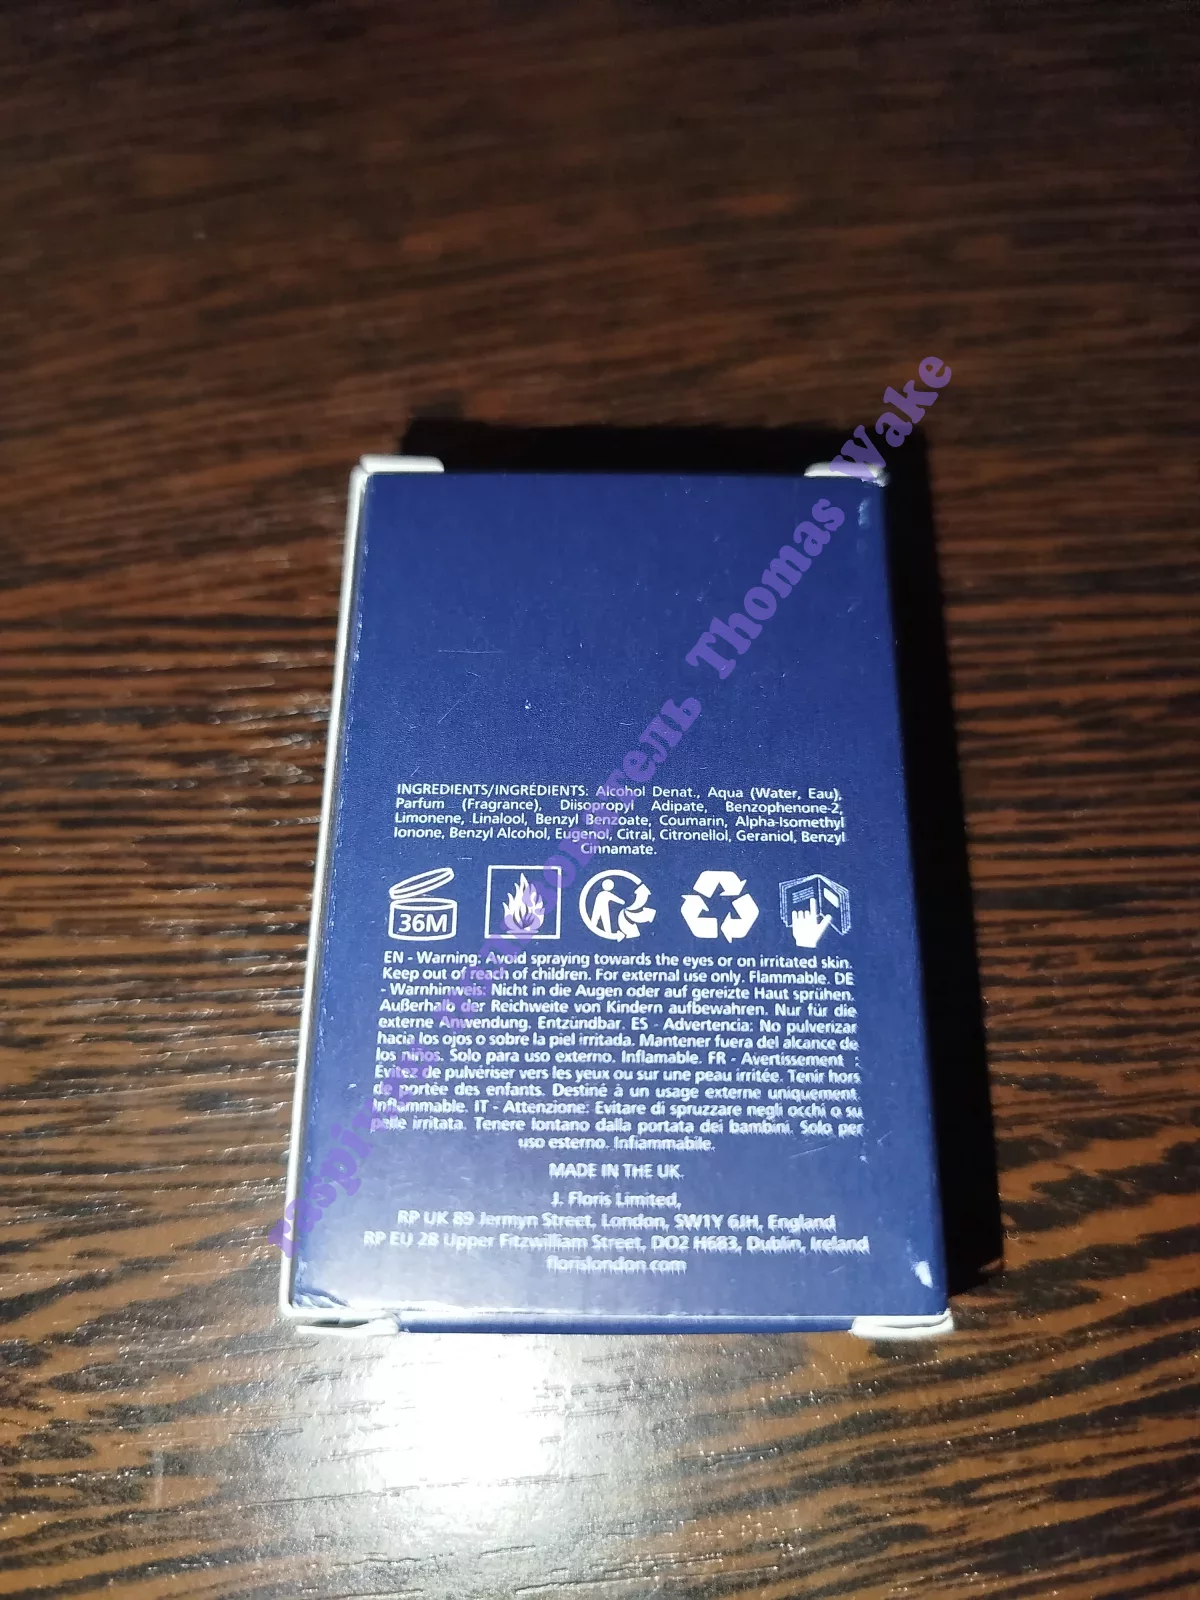 INGREDIENTS/INGRÉDIENTS: Alcohol Denat., Aqua (Water, Eau),
Parfum (Fragrance), Diisopropyl Adipate, Benzophenone-2,
Limonene, Linalool, Benzyl Benzoate, Coumarin, Alpha-Isomethyl
Ionone, Benzyl Alcohol, Eugenol, Citral, Citronellol, Geraniol, Benzyl
Cinnamate.
36M
EN - Warning: Avoid spraying towards the eyes or on irritated skin.
Keep out of reach of children. For external use only. Flammable. DE
- Warnhinweis: Nicht in die Augen oder auf gereizte Haut sprühen.
Außerhalb der Reichweite von Kindern aufbewahren. Nur für die
externe Anwendung. Entzündbar. ES - Advertencia: No pulverizar
hacia los ojos o sobre la piel irritada. Mantener fuera del alcance de
los niños. Solo para uso externo. Inflamable. FR - Avertissement :
Évitez de pulvériser vers les yeux ou sur une peau irritée. Tenir hors
de portée des enfants. Destiné à un usage externe uniquement.
Inflammable. IT - Attenzione: Evitare di spruzzare negli occhi o su
pelle irritata. Tenere lontano dalla portata dei bambini. Solo per
uso esterno. Infiammabile.
MADE IN THE UK.
J. Floris Limited,
RP UK 89 Jermyn Street, London, SW1Y 6JH, England
RP EU 28 Upper Fitzwilliam Street, DO2 H683, Dublin, Ireland
florislondon.com
Thomas Wake